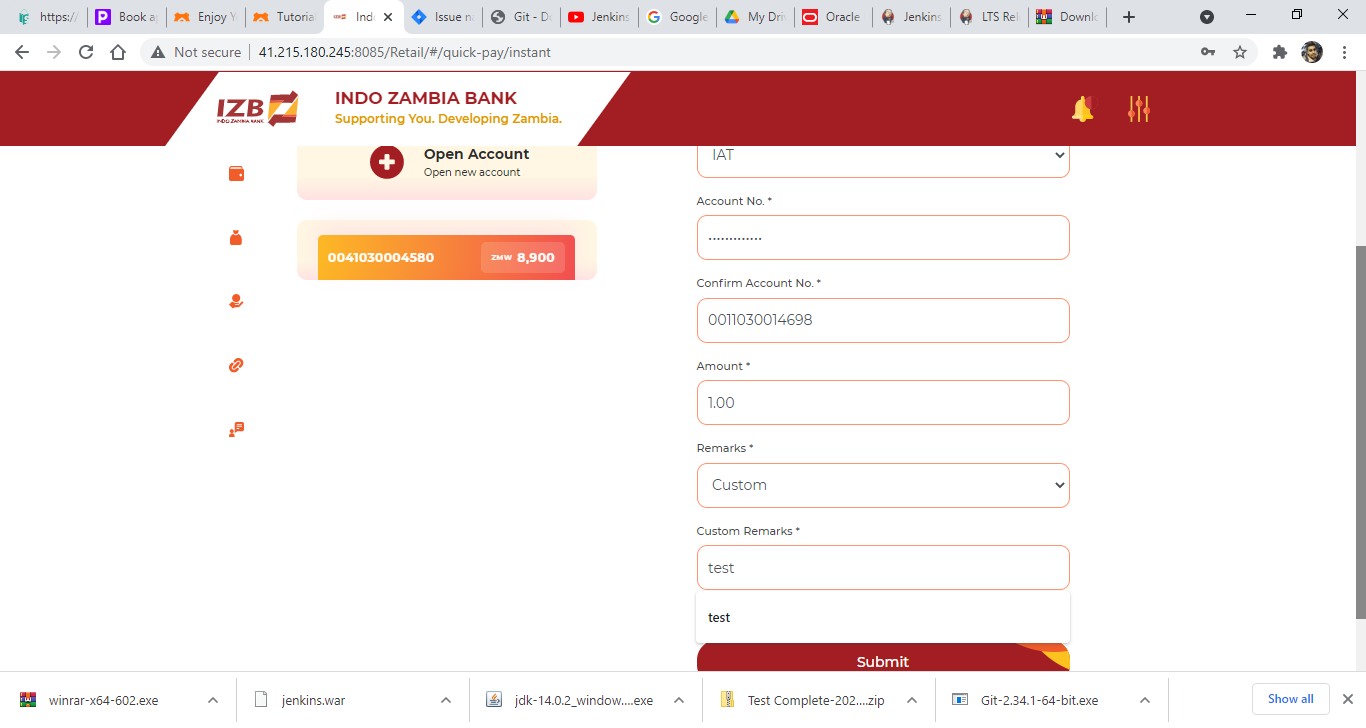 https:/
Book a
Enjoy Y
Tutoria
Ind
Issue n
Git - D
Jenkins
Google
My Dri
Oracle
Jenkins
LTS Rel
Downlo
Not secure
41.215.180.245:8085/Retail/#/quick-pay/instant
IZB
INDO ZAMBIA BANK
INDO ZAMBIA BANK
Supporting You. Developing Zambia.
Open Account
Open new account
0041030004580
ZMW 8,900
IAT
Account No. *
•••••••••••••
Confirm Account No. *
0011030014698
Amount *
1.00
Remarks *
Custom
Custom Remarks *
test
test
Submit
winrar-x64-602.exe
jenkins.war
jdk-14.0.2_window....exe
Test Complete-202....zip
Git-2.34.1-64-bit.exe
Show all